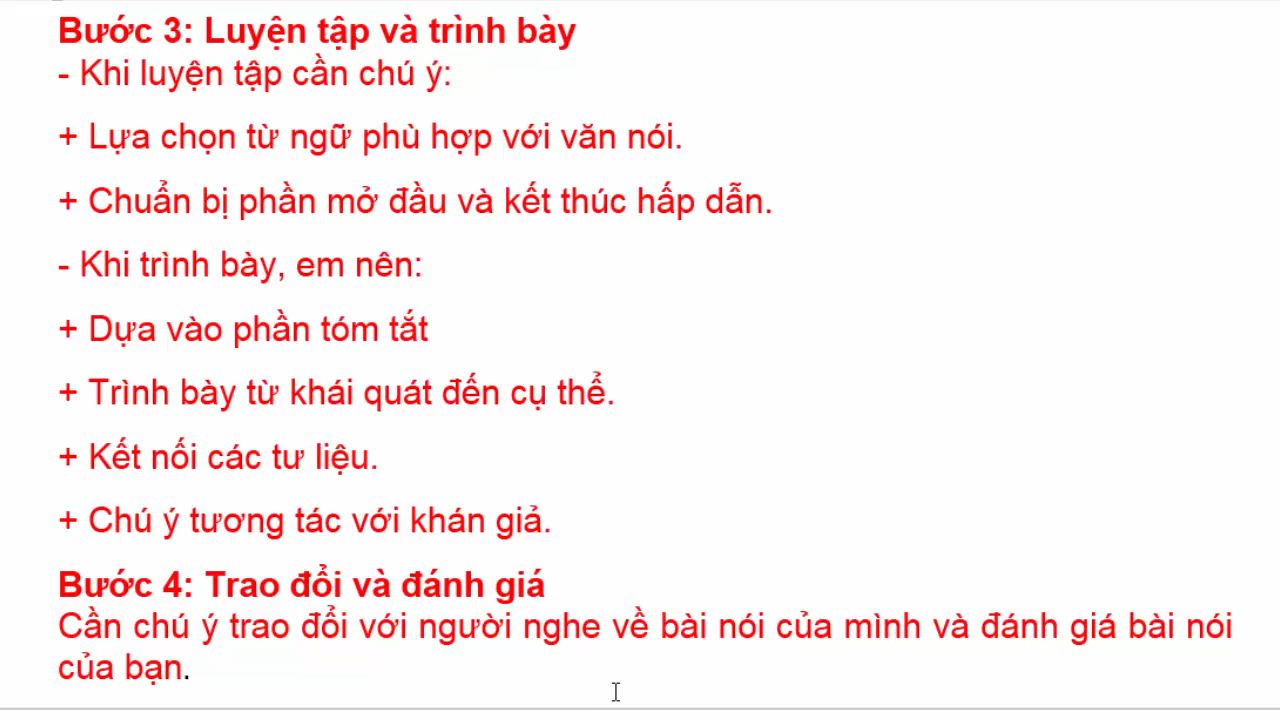 Bước 3: Luyện tập và trình bày
- Khi luyện tập cần chú ý:
+ Lựa chọn từ ngữ phù hợp với văn nói.
+ Chuẩn bị phần mở đầu và kết thúc hấp dẫn.
- Khi trình bày, em nên:
+ Dựa vào phần tóm tắt
+ Trình bày từ khái quát đến cụ thể.
+ Kết nối các tư liệu.
+ Chú ý tương tác với khán giả.
Bước 4: Trao đổi và đánh giá
Cần chú ý trao đổi với người nghe về bài nói của mình và đánh giá bài nói
của bạn.